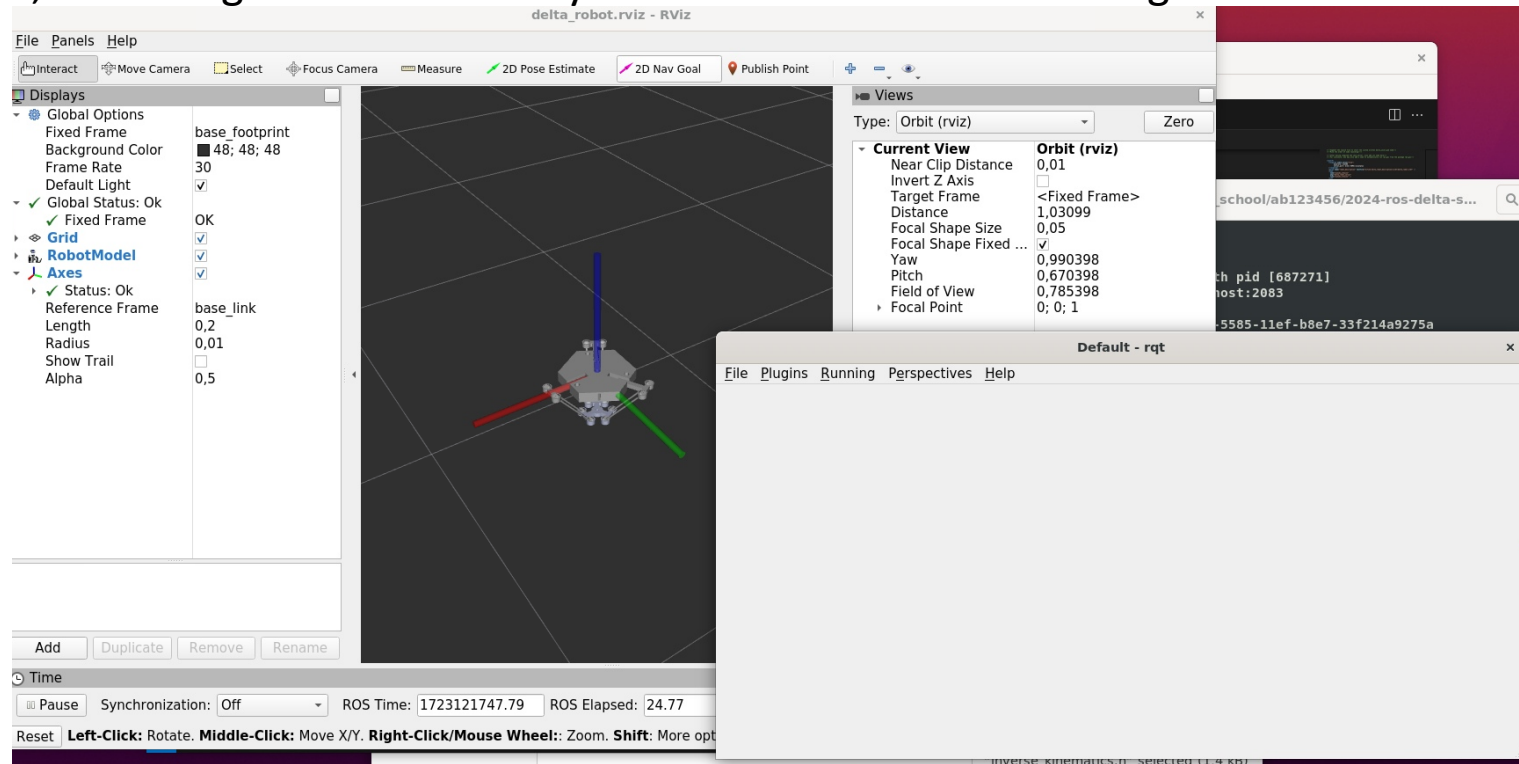 delta_robot.rviz - RViz ×
File Panels Help
Interact Move Camera Select Focus Camera Measure 2D Pose Estimate 2D Nav Goal Publish Point
Displays
Global Options
Fixed Frame base_footprint
Background Color 48; 48; 48
Frame Rate 30
Default Light
Global Status: Ok
Fixed Frame OK
Grid
RobotModel
Axes
Status: Ok
Reference Frame base_link
Length 0,2
Radius 0,01
Show Trail
Alpha 0,5
Add Duplicate Remove Rename
Time
Pause Synchronization: Off ROS Time: 1723121747.79 ROS Elapsed: 24.77
Reset Left-Click: Rotate. Middle-Click: Move X/Y. Right-Click/Mouse Wheel:: Zoom. Shift: More opt
Views
Type: Orbit (rviz) Zero
Current View Orbit (rviz)
Near Clip Distance 0,01
Invert Z Axis
Target Frame <Fixed Frame>
Distance 1,03099
Focal Shape Size 0,05
Focal Shape Fixed ...
Yaw 0,990398
Pitch 0,670398
Field of View 0,785398
Focal Point 0; 0; 1
_school/ab123456/2024-ros-delta-s...
th pid [687271]
host:2083
-5585-11ef-b8e7-33f214a9275a
Default - rqt ×
File Plugins Running Perspectives Help
"inverse_kinematics.h" selected (1.4 kB)